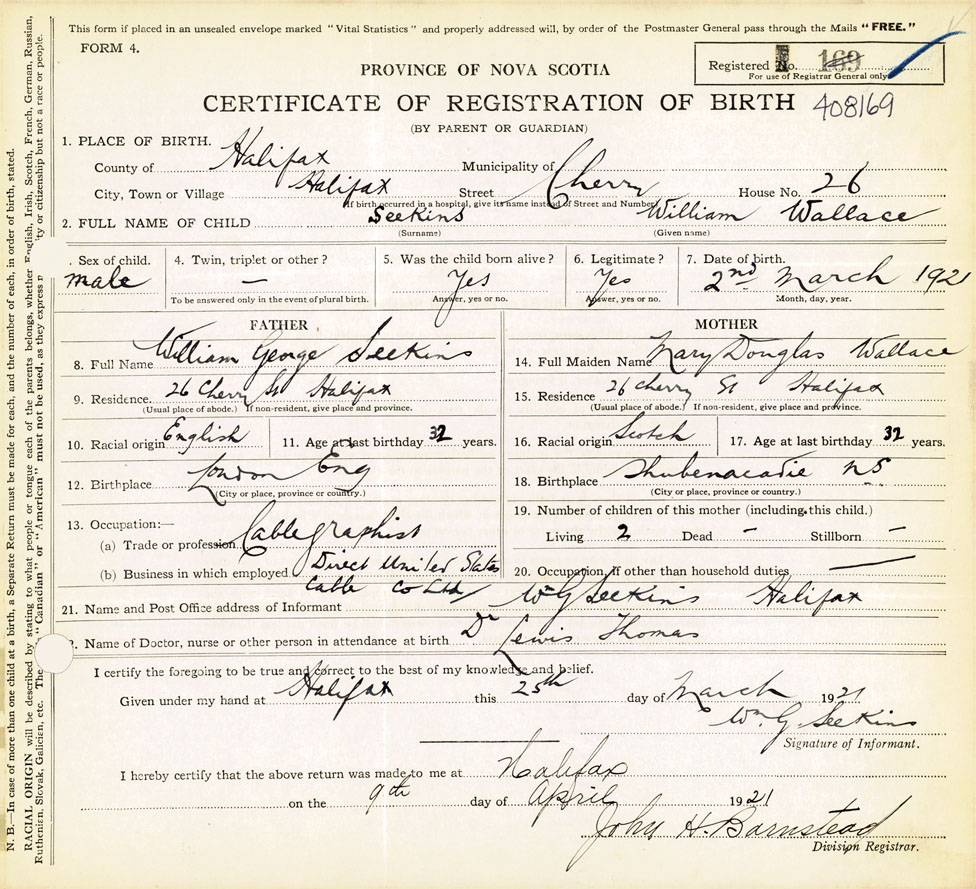 This form if placed in an unsealed envelope marked "Vital Statistics" and properly addressed will, by order of the Postmaster General pass through the Mails "FREE."
FORM 4.
Registered No. 169
For use of Registrar General only
PROVINCE OF NOVA SCOTIA
CERTIFICATE OF REGISTRATION OF BIRTH 408169
(BY PARENT OR GUARDIAN)
1. PLACE OF BIRTH.
County of Halifax Municipality of
City, Town or Village Halifax Street Cherry House No. 26
(If birth occurred in a hospital, give its name instead of Street and Number)
2. FULL NAME OF CHILD Seekins William Wallace
(Surname) (Given name)
. Sex of child. 4. Twin, triplet or other? 5. Was the child born alive? 6. Legitimate? 7. Date of birth.
male — Yes Yes 2nd March 1921
To be answered only in the event of plural birth. Answer, yes or no. Answer, yes or no. Month, day, year.
FATHER
8. Full Name William George Seekins
9. Residence. 26 Cherry St Halifax
(Usual place of abode.) If non-resident, give place and province.
10. Racial origin English 11. Age at last birthday 32 years.
12. Birthplace London Eng
(City or place, province or country.)
13. Occupation:—
(a) Trade or profession Cablegraphist
(b) Business in which employed Direct United States
Cable Co Ltd
MOTHER
14. Full Maiden Name Mary Douglas Wallace
15. Residence 26 Cherry St Halifax
(Usual place of abode.) If non-resident, give place and province.
16. Racial origin Scotch 17. Age at last birthday 32 years.
18. Birthplace Shubenacadie N S
(City or place, province or country.)
19. Number of children of this mother (including this child.)
Living 2 Dead – Stillborn –
20. Occupation, if other than household duties —
21. Name and Post Office address of Informant Wm G Seekins Halifax
2. Name of Doctor, nurse or other person in attendance at birth Dr Lewis Thomas
I certify the foregoing to be true and correct to the best of my knowledge and belief.
Given under my hand at Halifax this 25th day of March 1921
Wm. G. Seekins
Signature of Informant.
I hereby certify that the above return was made to me at Halifax
on the 9th day of April 1921
John H. Barnstead
Division Registrar.
N. B.—In case of more than one child at a birth, a Separate Return must be made for each, and the number of each, in order of birth, stated.
RACIAL ORIGIN will be described by stating to what people or tongue each of the parents belongs, whether English, Irish, Scotch, French, German, Russian,
Ruthenian, Slovak, Galician, etc. The "Canadian" or "American" must not be used, as they express ty or citizenship but not a race or people.